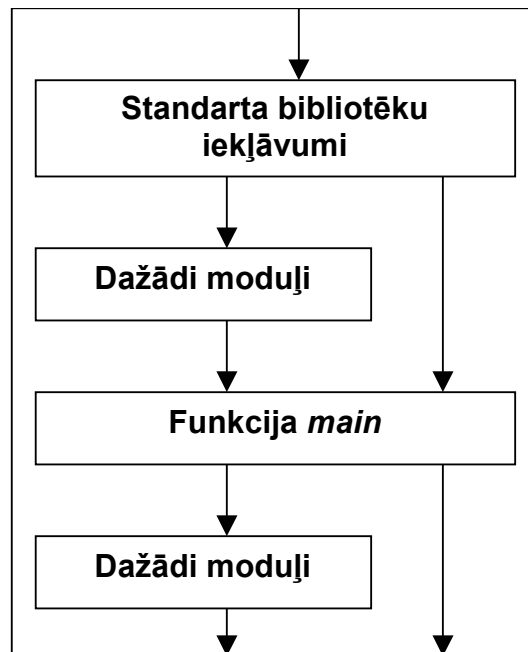 Standarta bibliotēku
iekļāvumi
Dažādi moduļi
Funkcija main
Dažādi moduļi